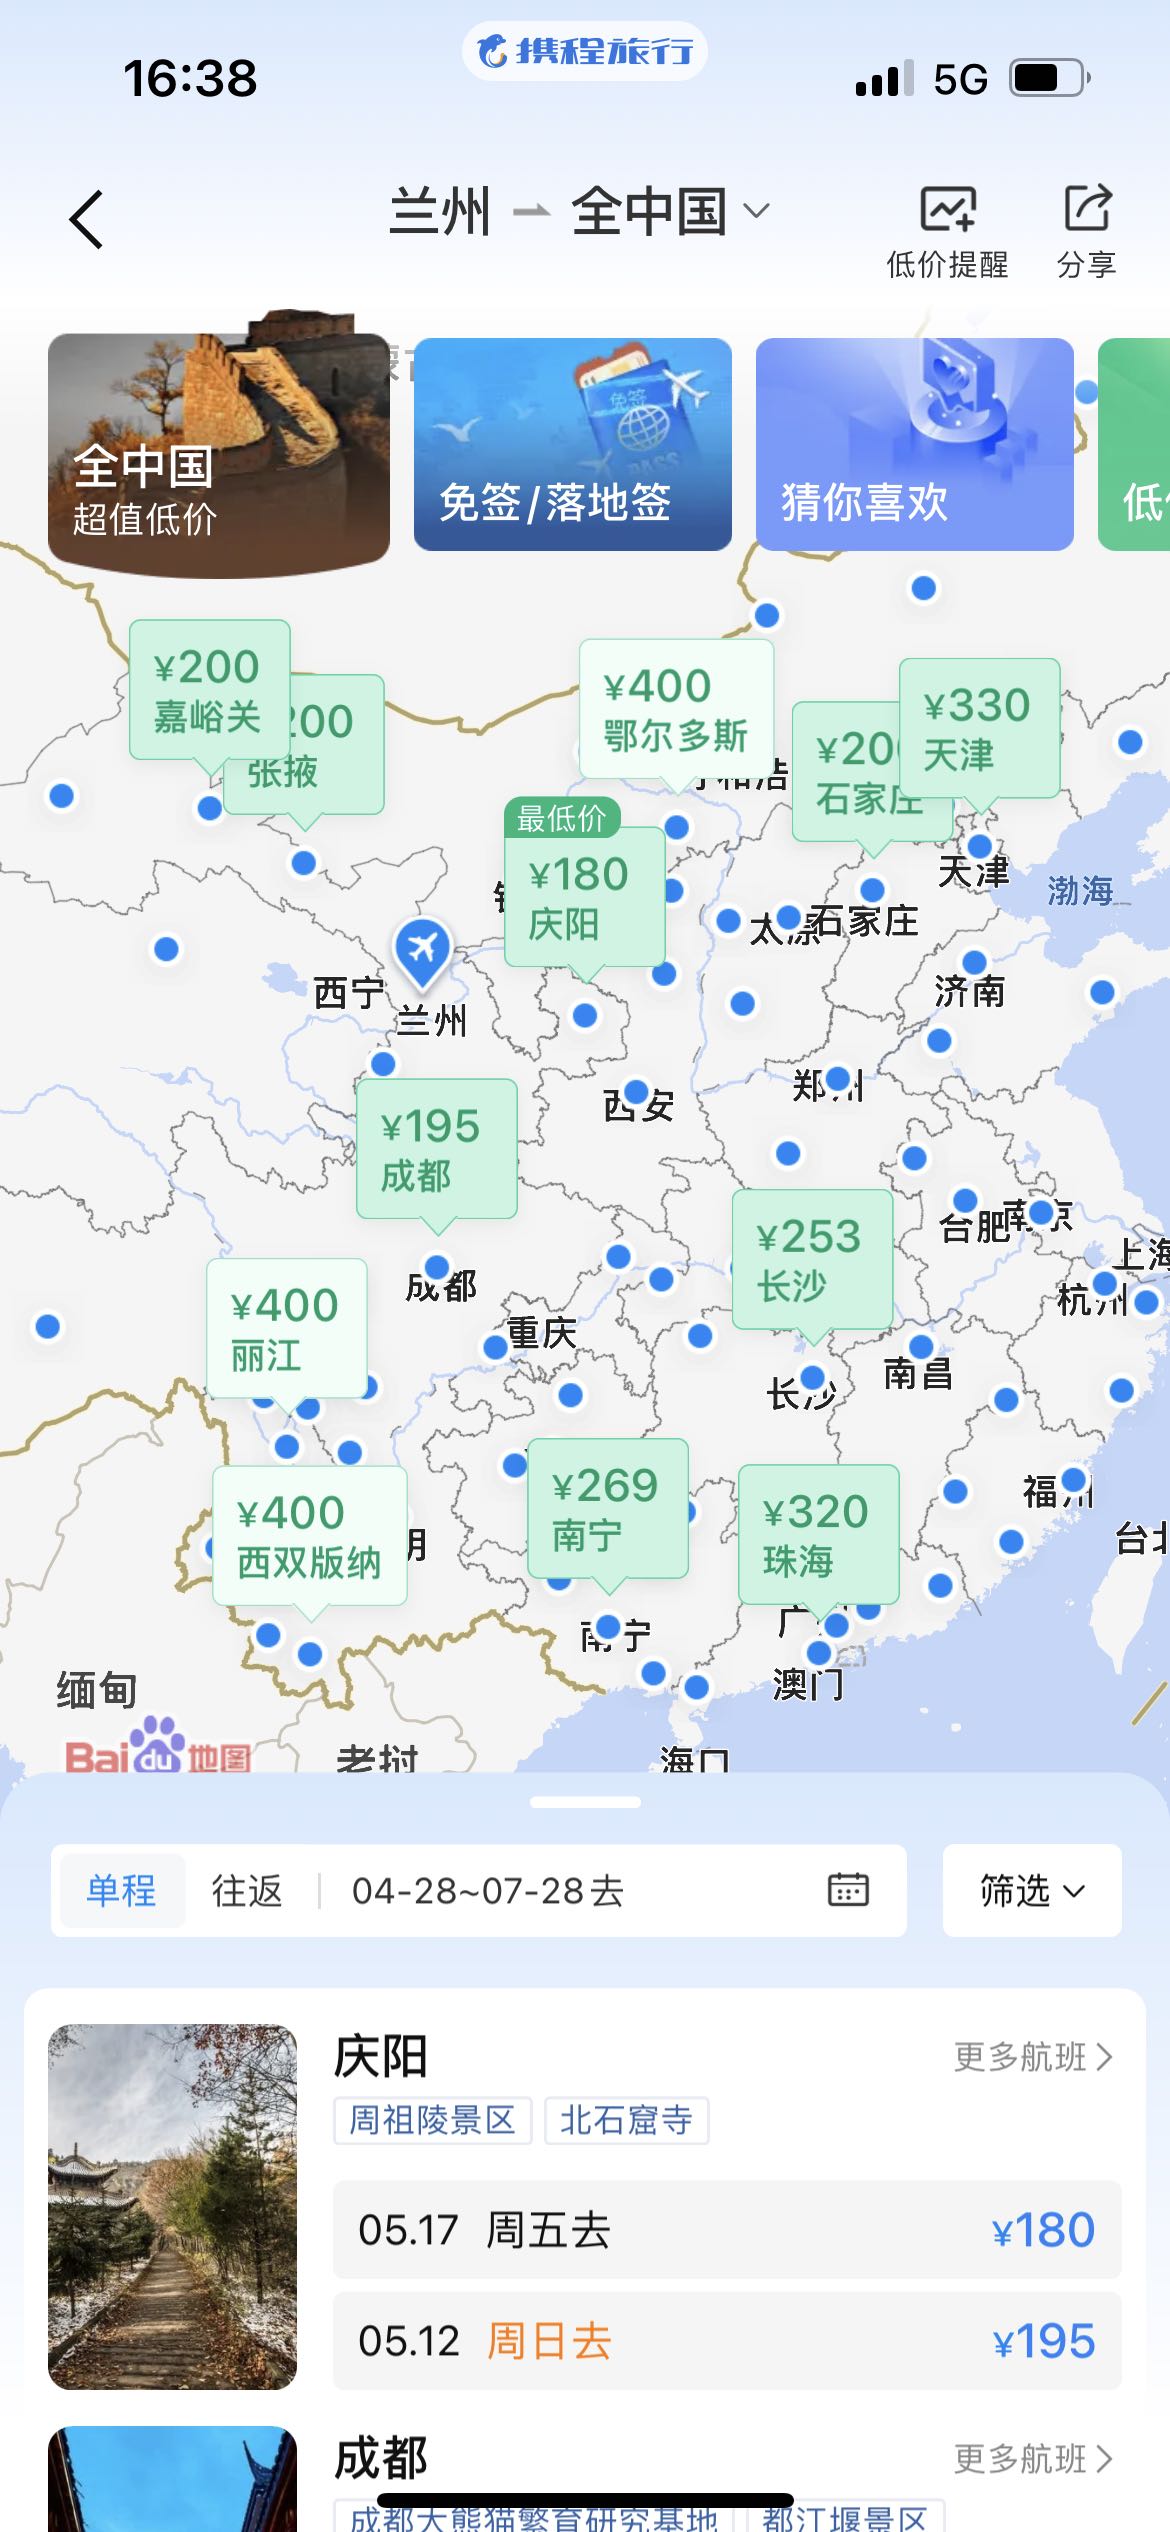 携程旅行
16:38
5G
兰州
全中国
低价提醒
分享
全中国
超值低价
免签
PASS
免签/落地签
猜你喜欢
¥200
嘉峪关
张掖
¥400
鄂尔多斯
石家庄
¥330
天津
最低价
¥180
庆阳
天津
渤海
太原
石家庄
西宁
兰州
济南
西安
郑州
¥195
成都
¥253
长沙
合肥
南京
上海
杭州
成都
¥400
丽江
重庆
长沙
南昌
¥269
南宁
¥320
珠海
福州
¥400
西双版纳
台北
南宁
澳门
缅甸
Baidu地图
老挝
海口
单程
往返
04-28~07-28去
筛选
庆阳
更多航班
周祖陵景区
北石窟寺
05.17 周五去 ¥180
05.12 周日去 ¥195
成都
更多航班
成都大熊猫繁育研究基地
都江堰景区